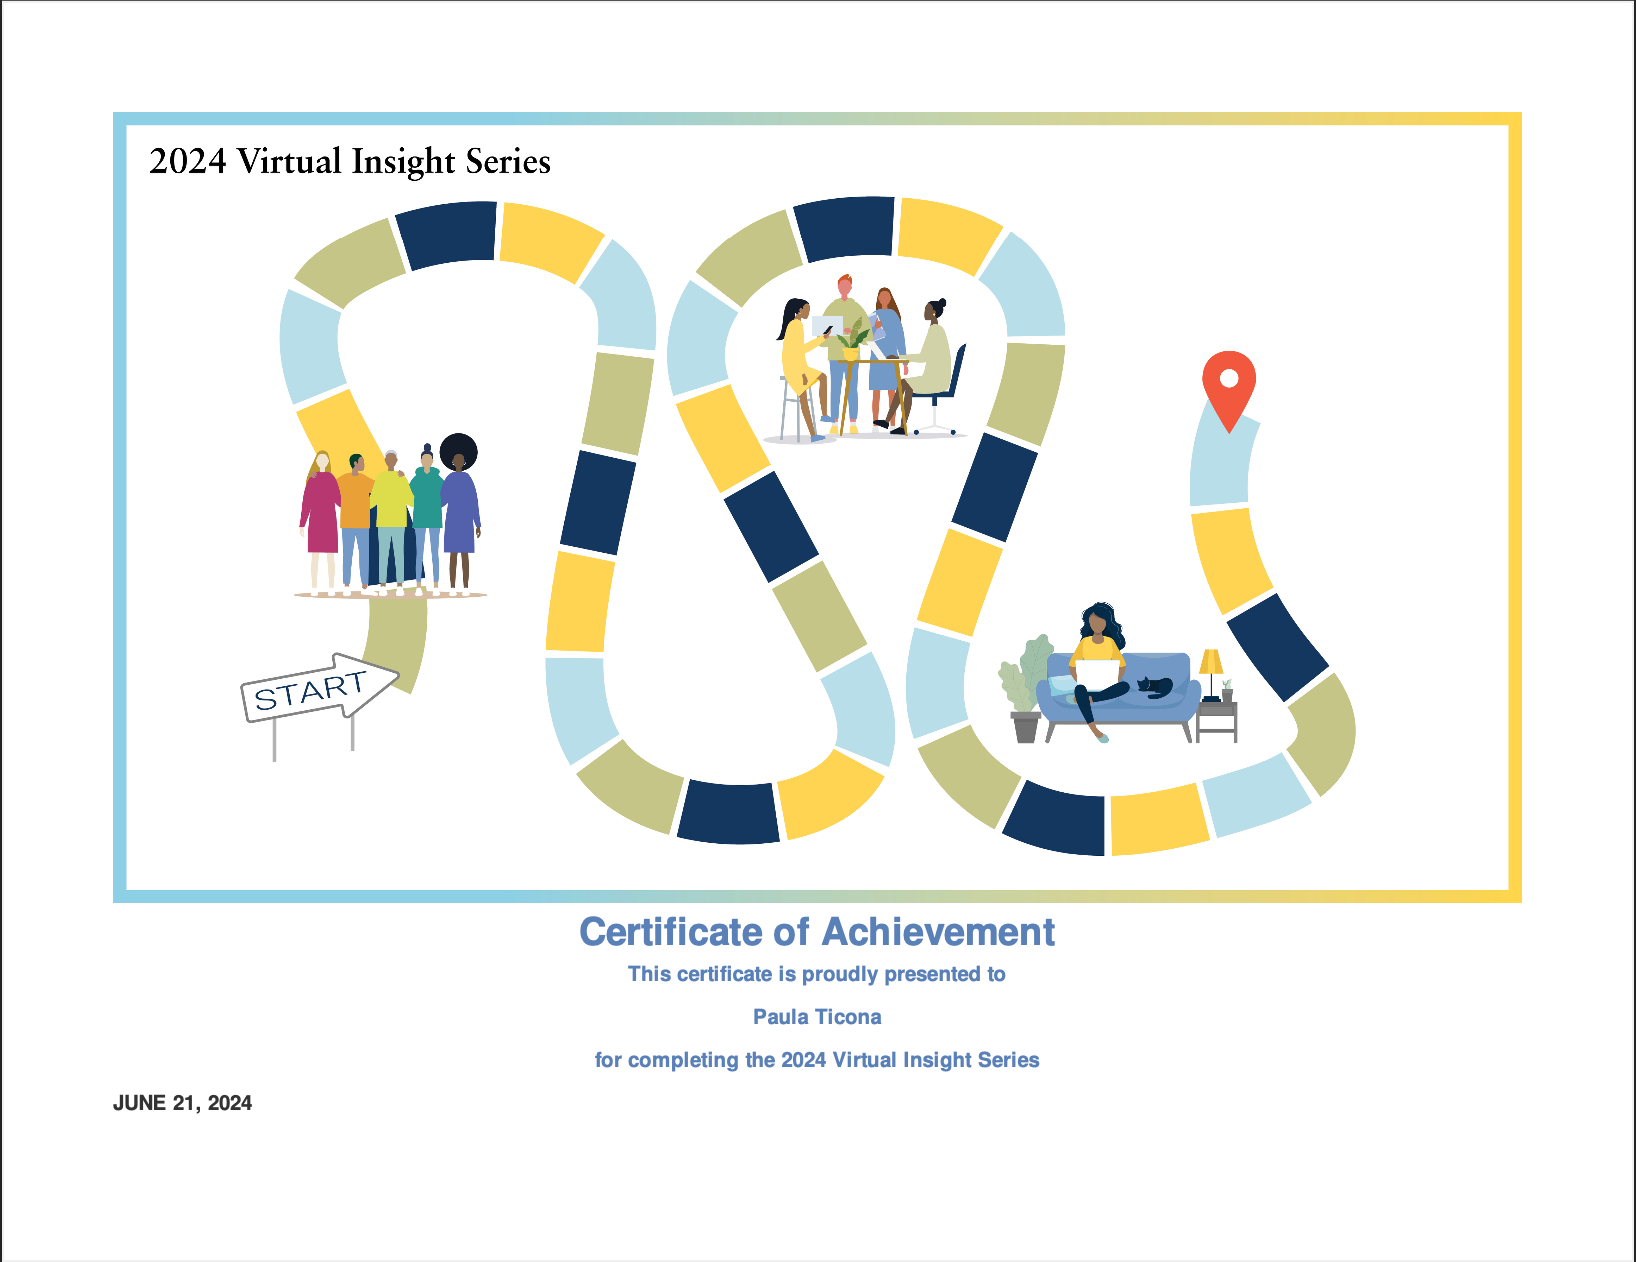 2024 Virtual Insight Series
START
Certificate of Achievement
This certificate is proudly presented to
Paula Ticona
for completing the 2024 Virtual Insight Series
JUNE 21, 2024